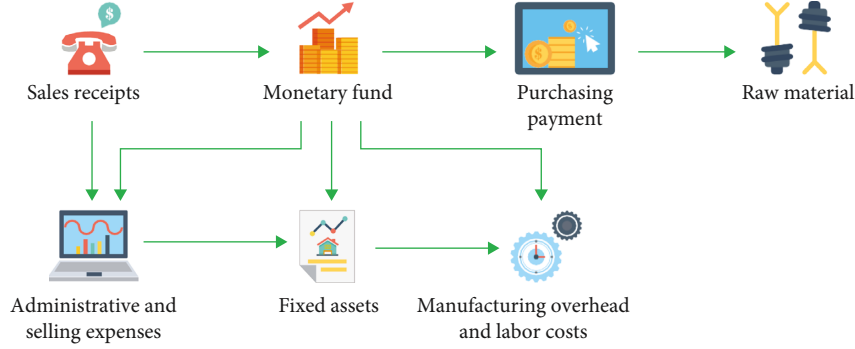 $
Sales receipts
Monetary fund
$
Purchasing
payment
Raw material
Administrative and
selling expenses
Fixed assets
Manufacturing overhead
and labor costs